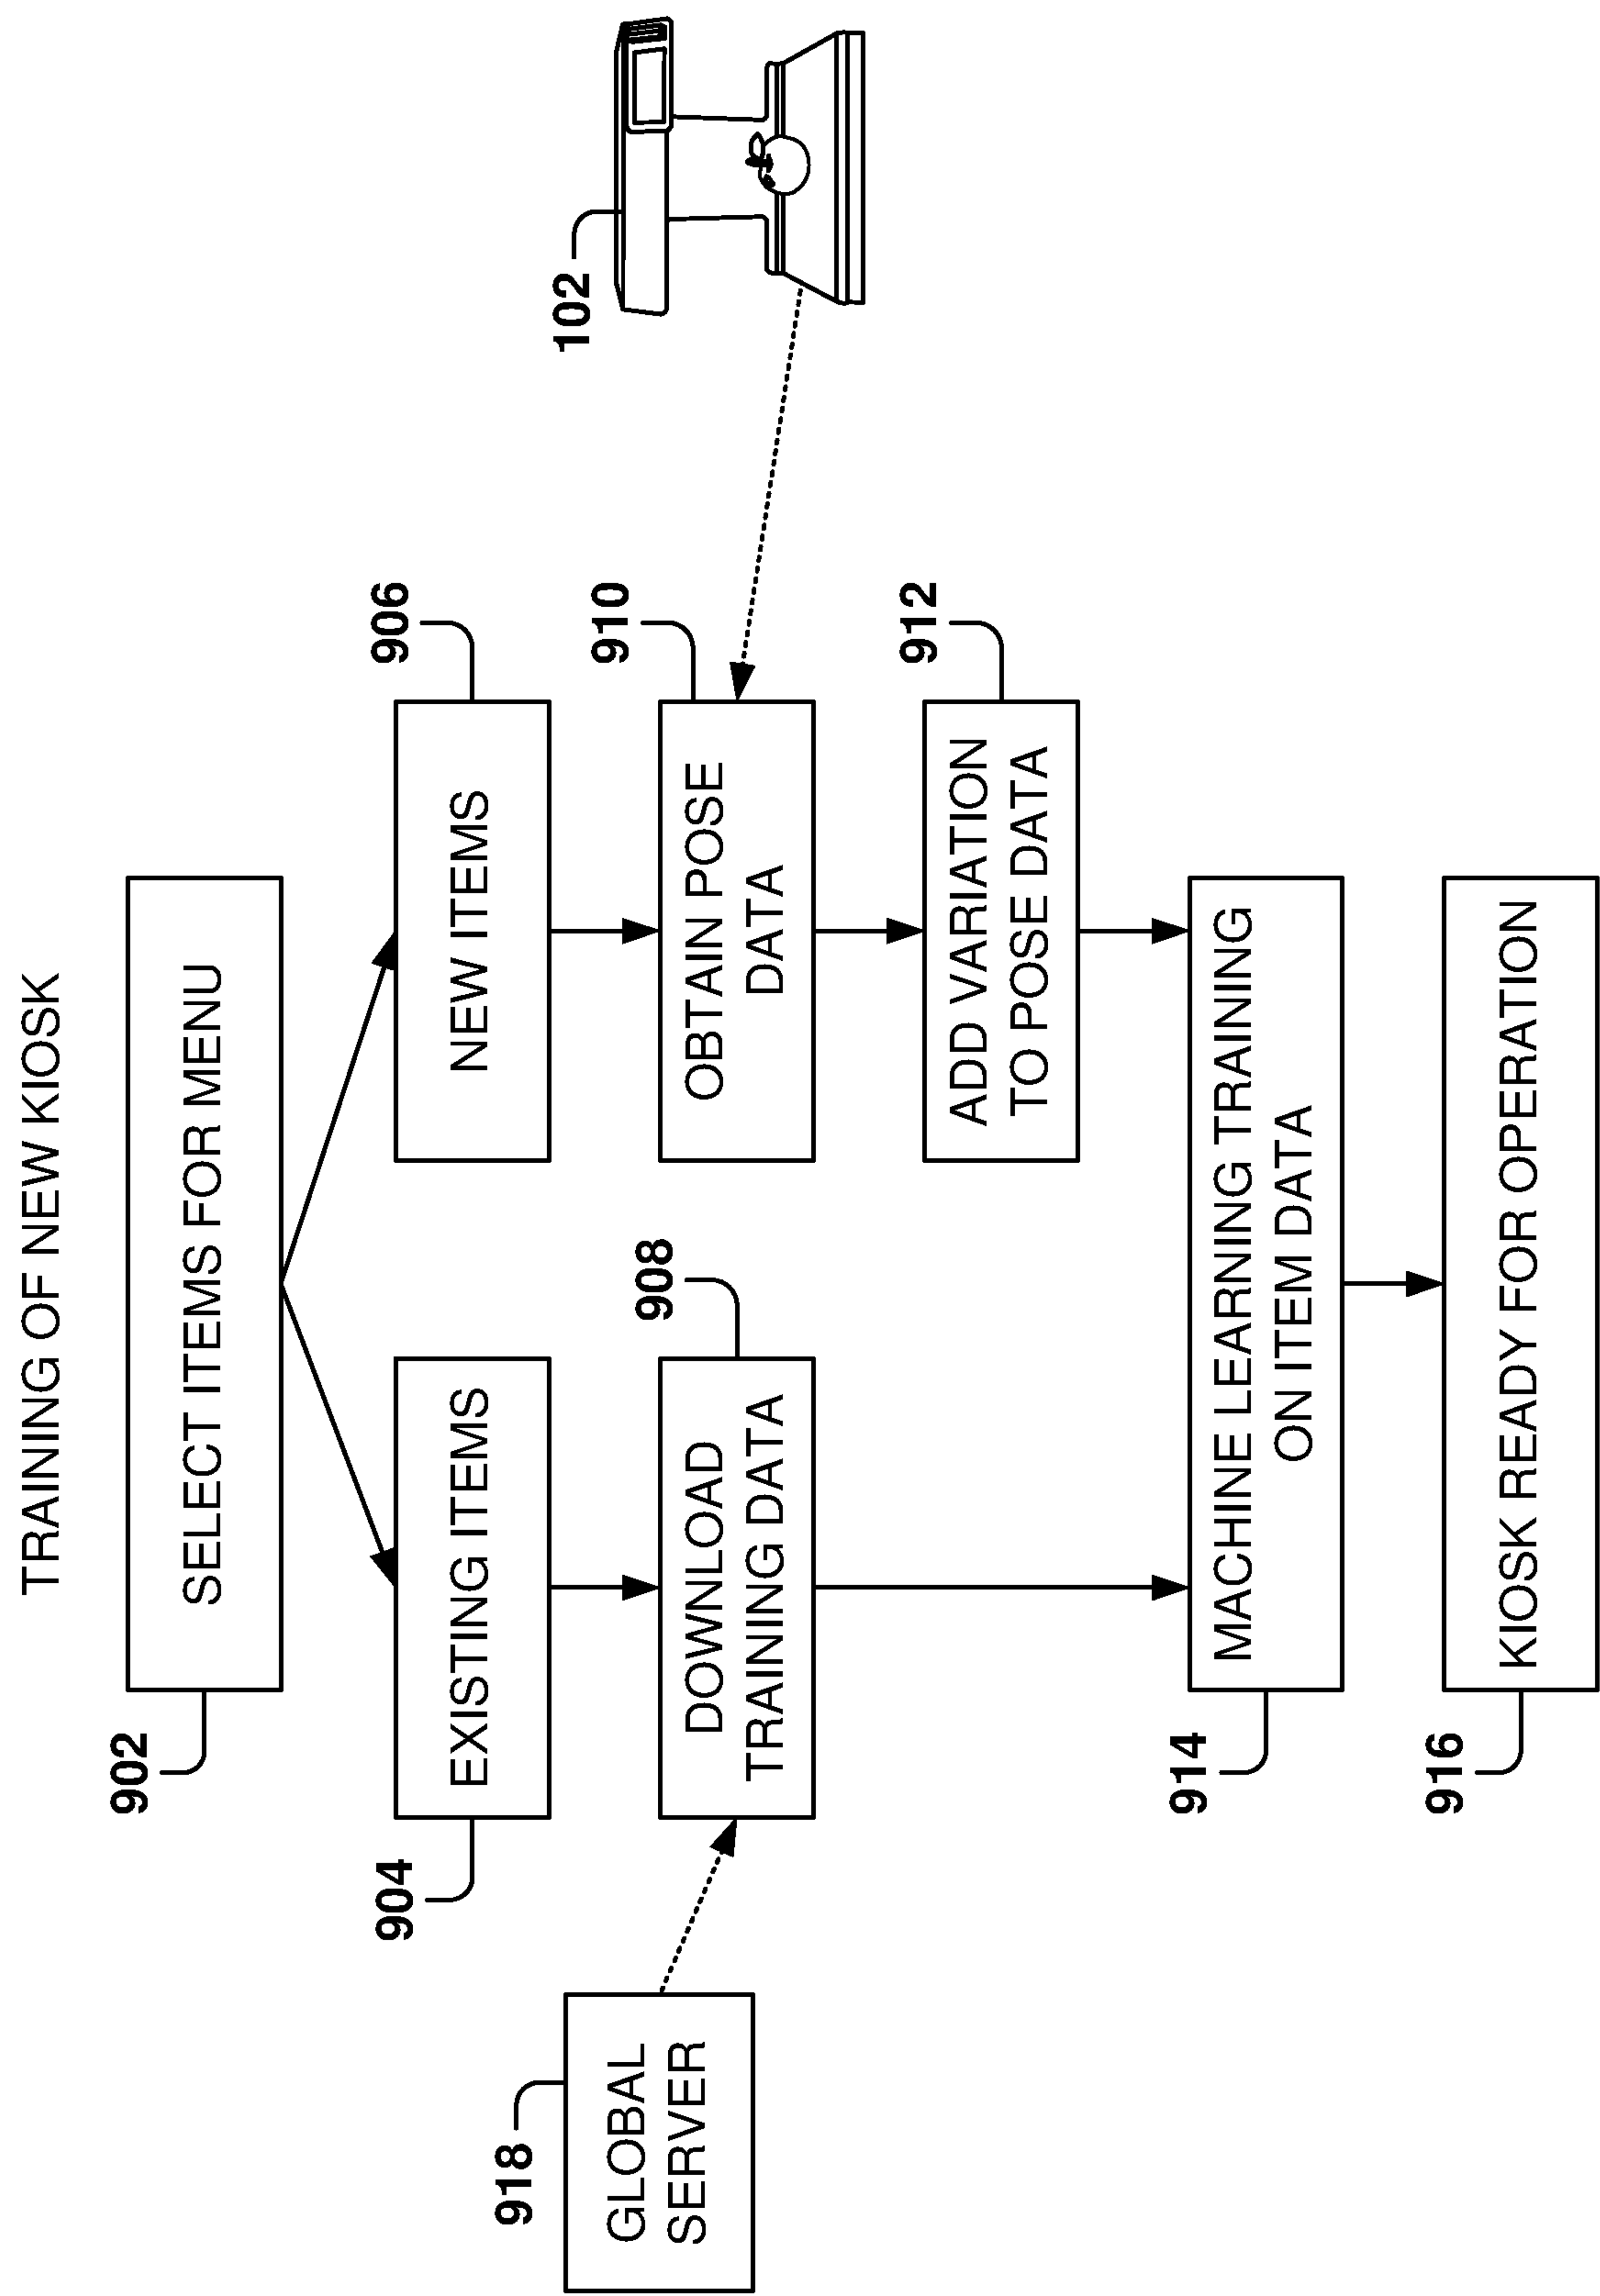 TRAINING OF NEW KIOSK
902
SELECT ITEMS FOR MENU
904
EXISTING ITEMS
NEW ITEMS
906
918
GLOBAL
SERVER
DOWNLOAD
TRAINING DATA
908
OBTAIN POSE
DATA
910
102
ADD VARIATION
TO POSE DATA
912
914
MACHINE LEARNING TRAINING
ON ITEM DATA
916
KIOSK READY FOR OPERATION